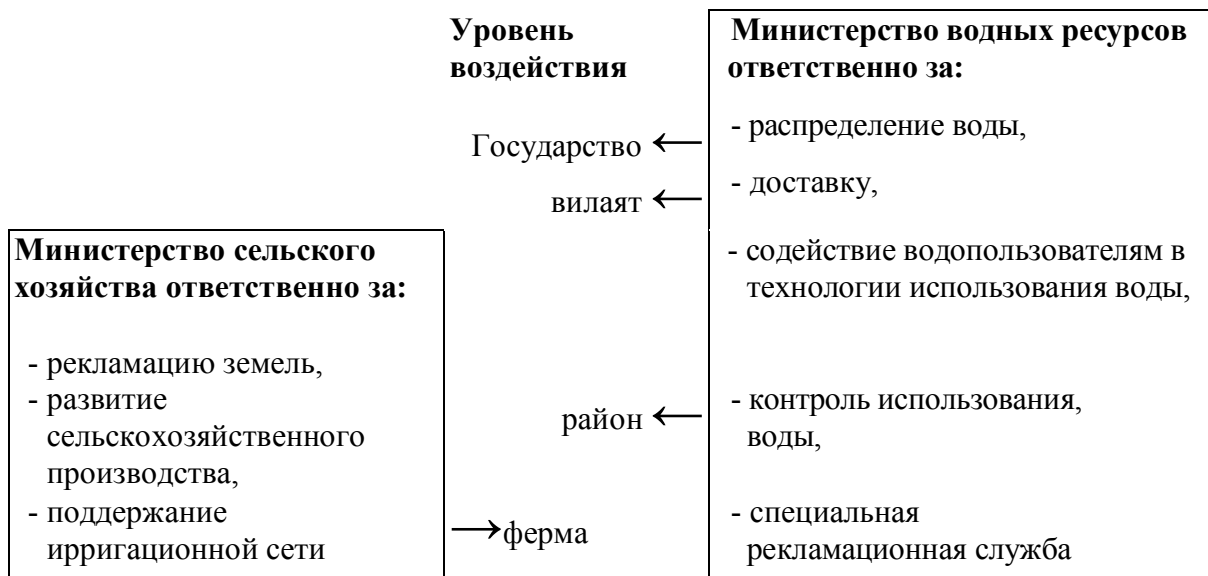 Уровень
воздействия
Государство ←
вилаят ←
район ←
→ферма
Министерство сельского
хозяйства ответственно за:
- рекламацию земель,
- развитие
сельскохозяйственного
производства,
- поддержание
ирригационной сети
Министерство водных ресурсов
ответственно за:
- распределение воды,
- доставку,
- содействие водопользователям в
технологии использования воды,
- контроль использования,
воды,
- специальная
рекламационная служба